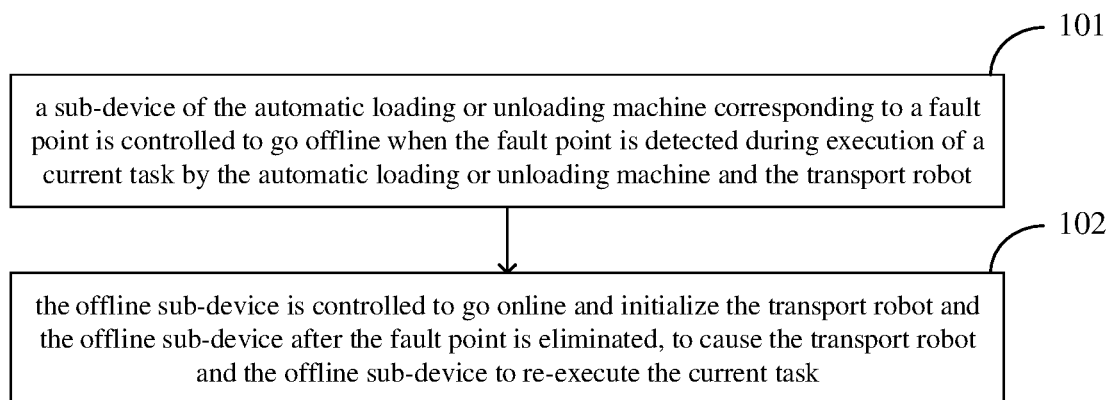 101
a sub-device of the automatic loading or unloading machine corresponding to a fault
point is controlled to go offline when the fault point is detected during execution of a
current task by the automatic loading or unloading machine and the transport robot
102
the offline sub-device is controlled to go online and initialize the transport robot and
the offline sub-device after the fault point is eliminated, to cause the transport robot
and the offline sub-device to re-execute the current task